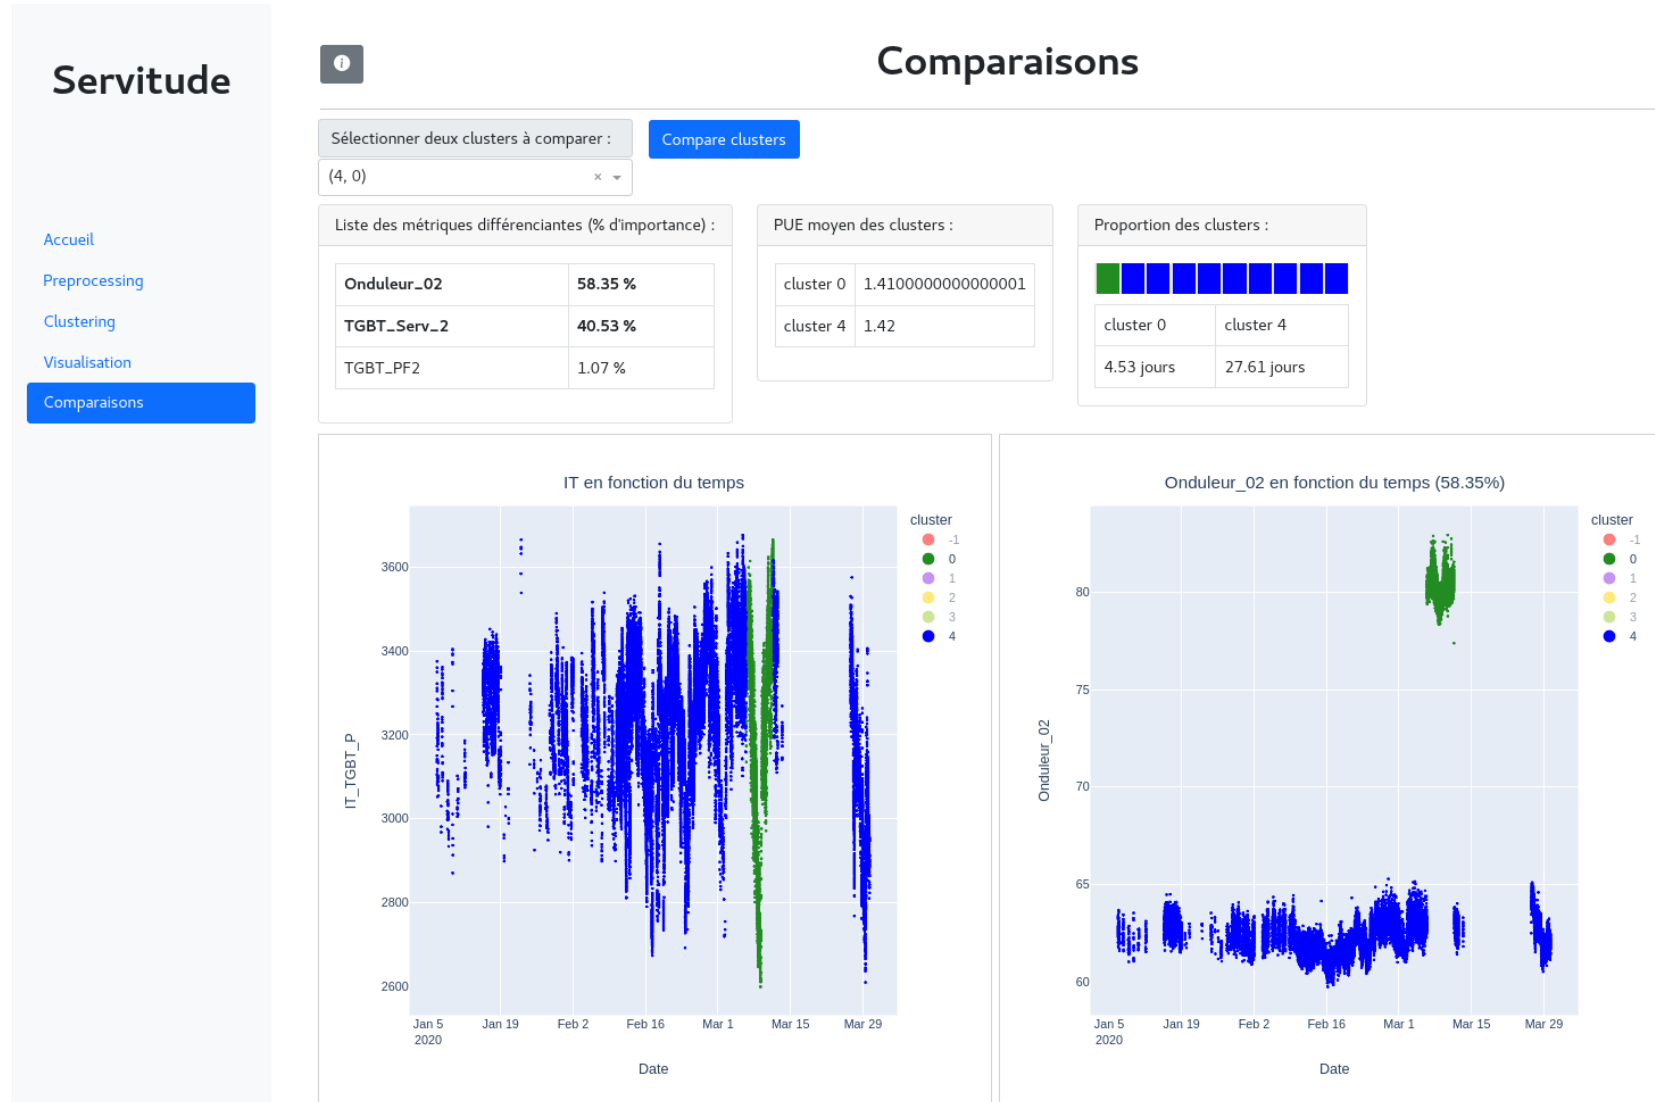 Servitude
Accueil
Preprocessing
Clustering
Visualisation
Comparaisons
Comparaisons
Sélectionner deux clusters à comparer :
Compare clusters
(4, 0) ×
Liste des métriques différenciantes (% d'importance) :
Onduleur_02 58.35 %
TGBT_Serv_2 40.53 %
TGBT_PF2 1.07 %
PUE moyen des clusters :
cluster 0 1.4100000000000001
cluster 4 1.42
Proportion des clusters :
cluster 0 cluster 4
4.53 jours 27.61 jours
IT en fonction du temps
cluster
-1
0
1
2
3
4
IT_TGBT_P
3600
3400
3200
3000
2800
2600
Jan 5 Jan 19 Feb 2 Feb 16 Mar 1 Mar 15 Mar 29
2020
Date
Onduleur_02 en fonction du temps (58.35%)
cluster
-1
0
1
2
3
4
Onduleur_02
80
75
70
65
60
Jan 5 Jan 19 Feb 2 Feb 16 Mar 1 Mar 15 Mar 29
2020
Date